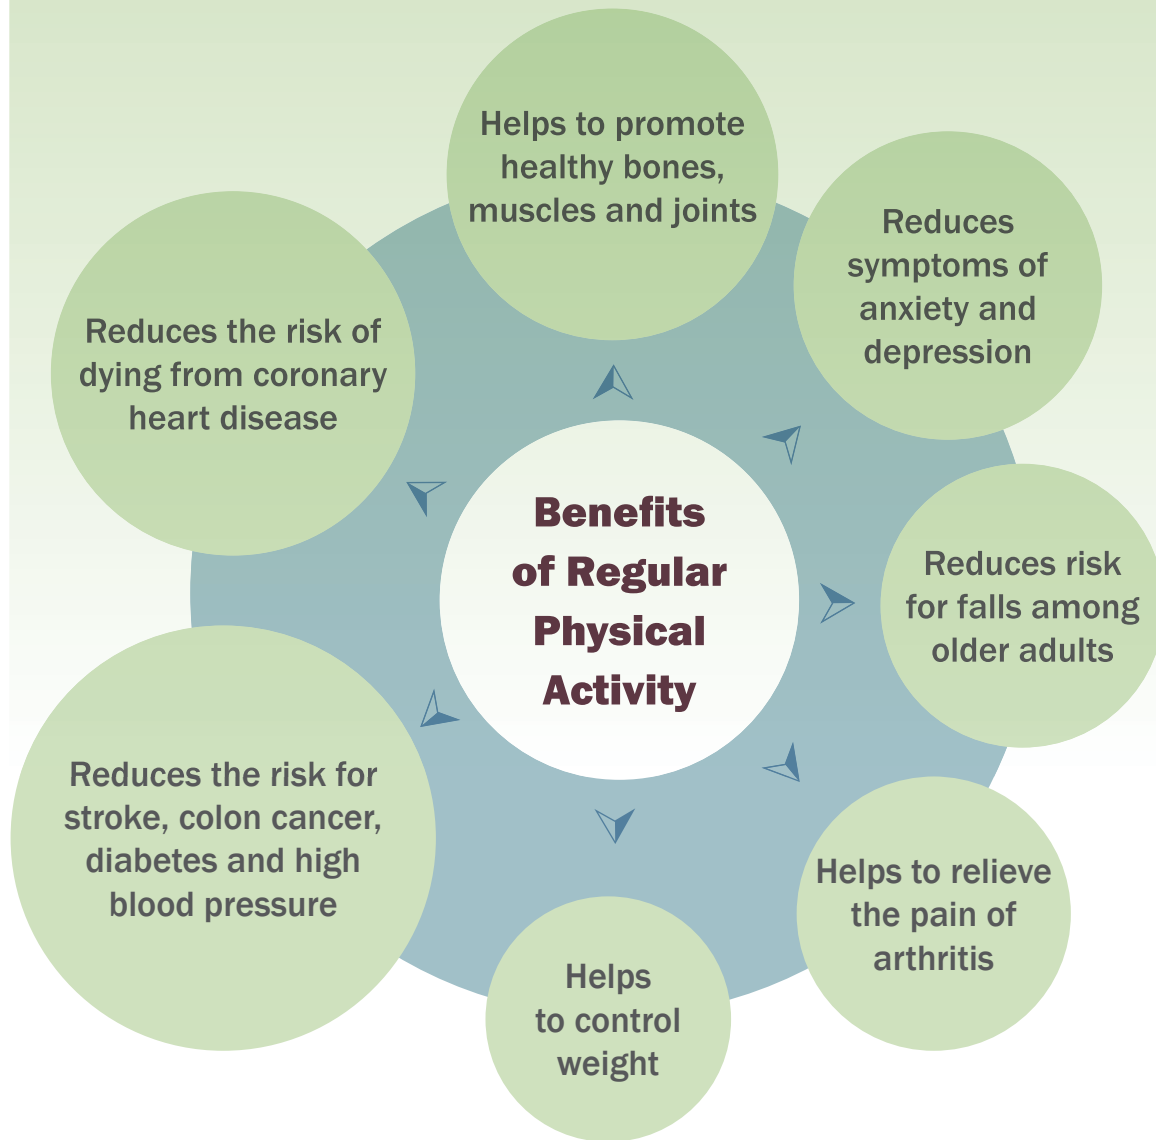 Benefits
of Regular
Physical
Activity
Helps to promote
healthy bones,
muscles and joints
Reduces
symptoms of
anxiety and
depression
Reduces risk
for falls among
older adults
Helps to relieve
the pain of
arthritis
Helps
to control
weight
Reduces the risk for
stroke, colon cancer,
diabetes and high
blood pressure
Reduces the risk of
dying from coronary
heart disease